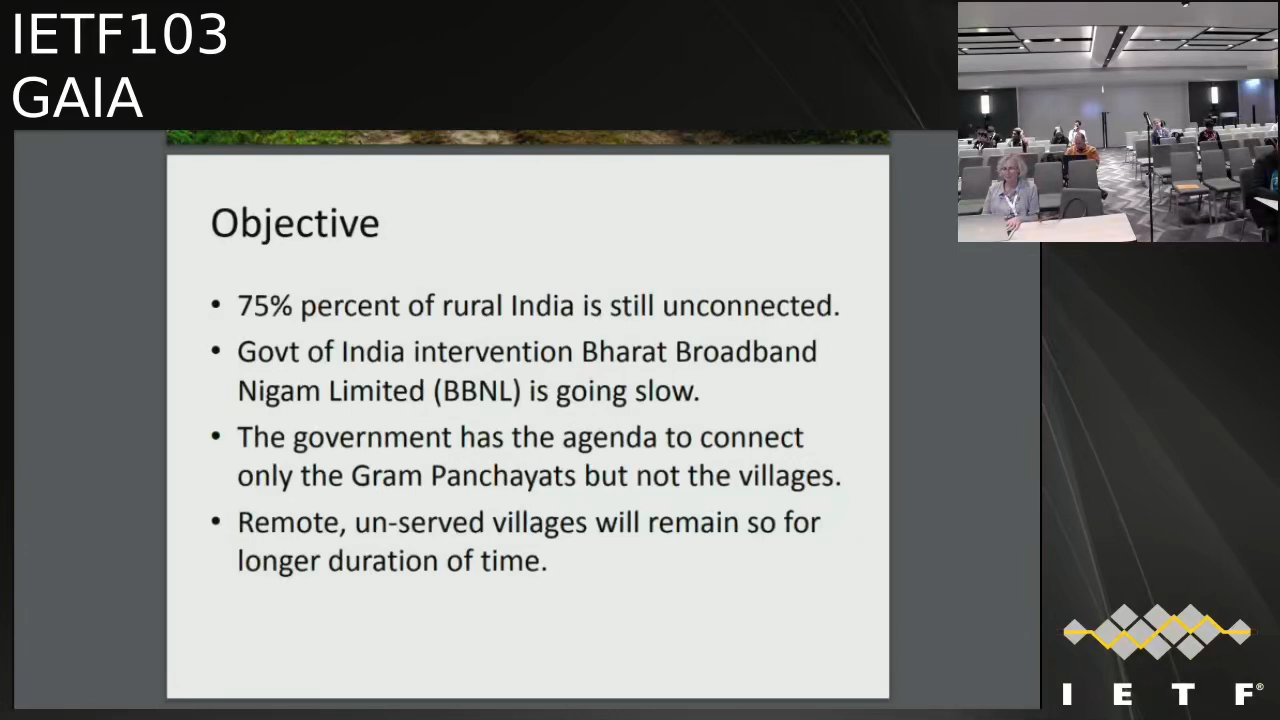 IETF103
GAIA
Objective
• 75% percent of rural India is still unconnected.
• Govt of India intervention Bharat Broadband
Nigam Limited (BBNL) is going slow.
• The government has the agenda to connect
only the Gram Panchayats but not the villages.
• Remote, un-served villages will remain so for
longer duration of time.
I E T F®